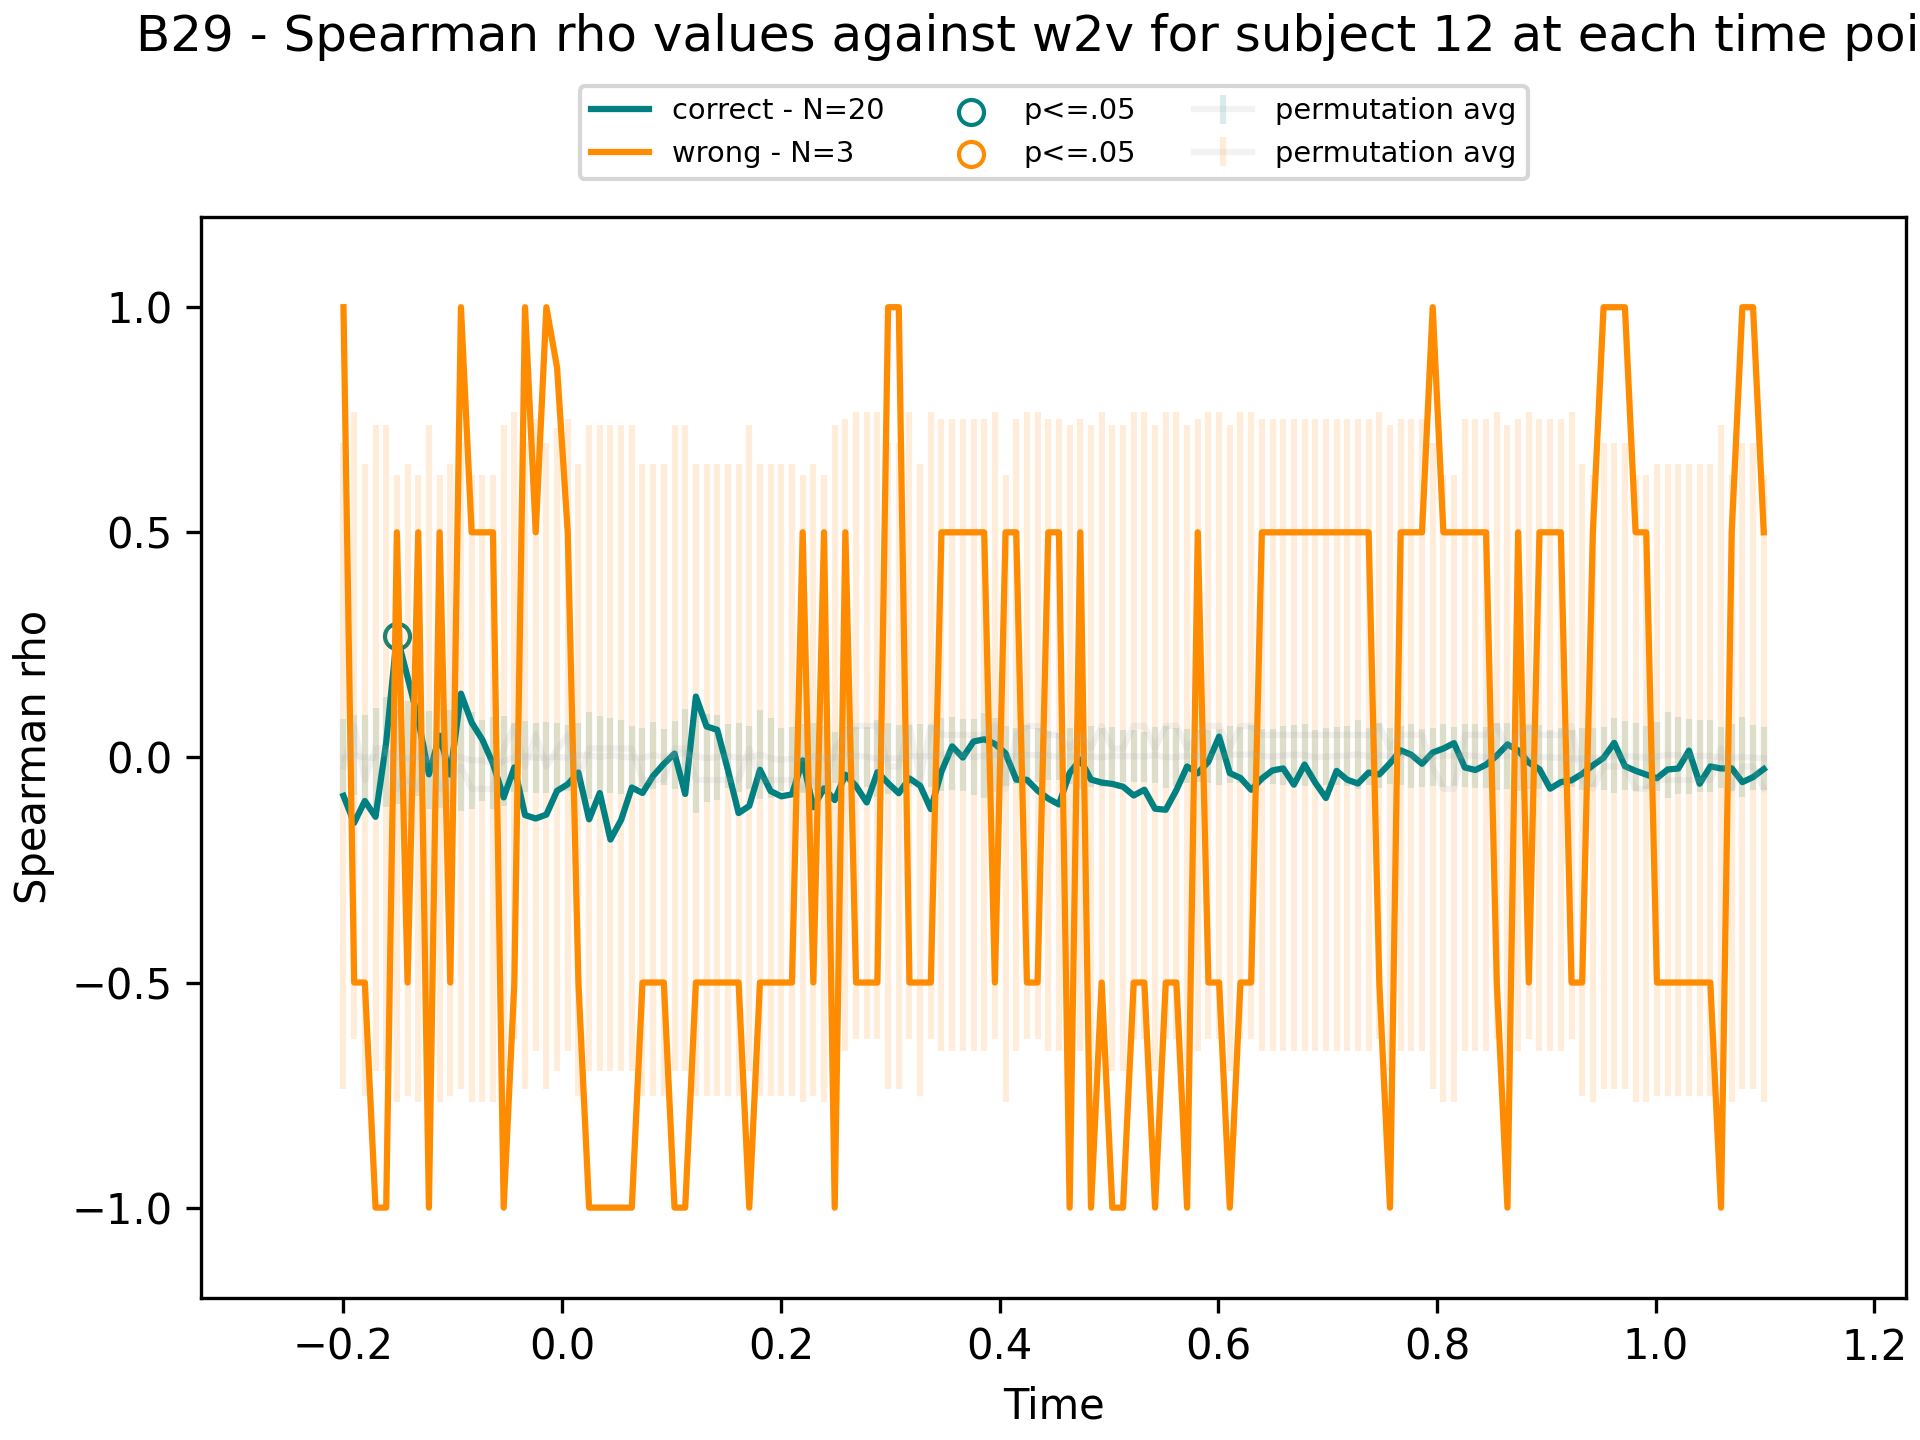 B29 - Spearman rho values against w2v for subject 12 at each time poi
correct - N=20 p<=.05 permutation avg
wrong - N=3 p<=.05 permutation avg
1.0
0.5
0.0
−0.5
−1.0
Spearman rho
−0.2 0.0 0.2 0.4 0.6 0.8 1.0 1.2
Time